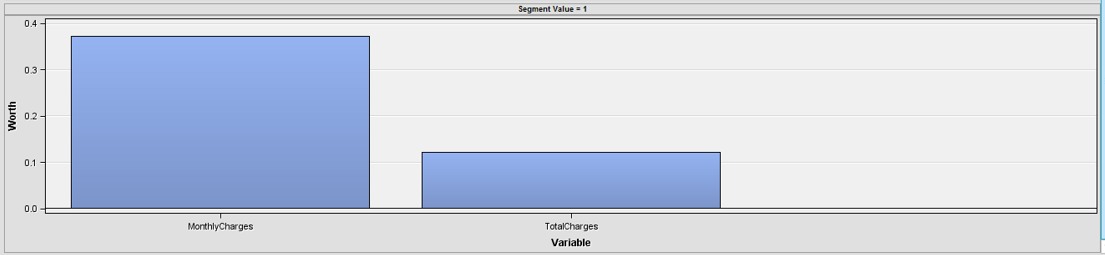 Segment Value = 1
0.4
0.3
0.2
0.1
0.0
Worth
MonthlyCharges
TotalCharges
Variable